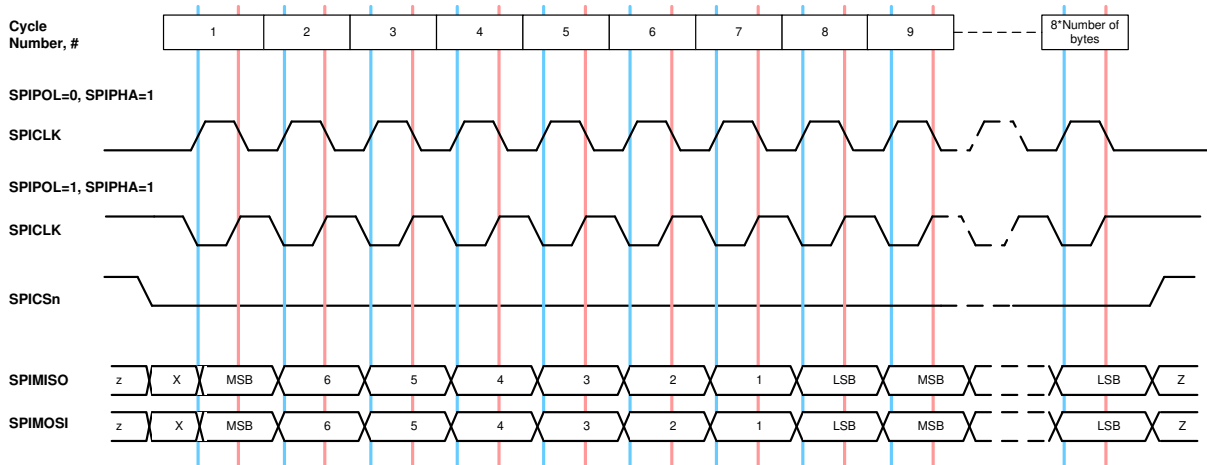 Cycle
Number, #
1 2 3 4 5 6 7 8 9 8*Number of
bytes
SPIPOL=0, SPIPHA=1
SPICLK
SPIPOL=1, SPIPHA=1
SPICLK
SPICSn
SPIMISO z X MSB 6 5 4 3 2 1 LSB MSB LSB Z
SPIMOSI z X MSB 6 5 4 3 2 1 LSB MSB LSB Z